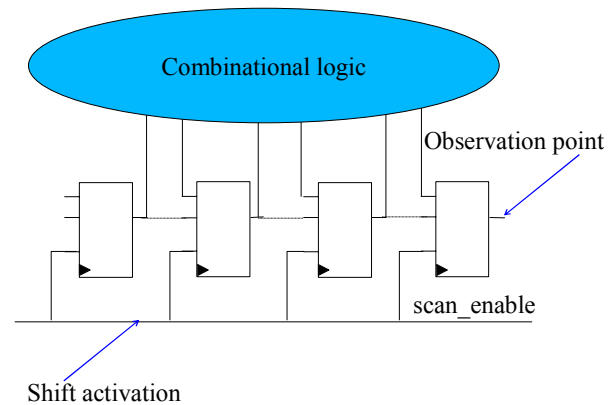 Combinational logic
Observation point
scan_enable
Shift activation